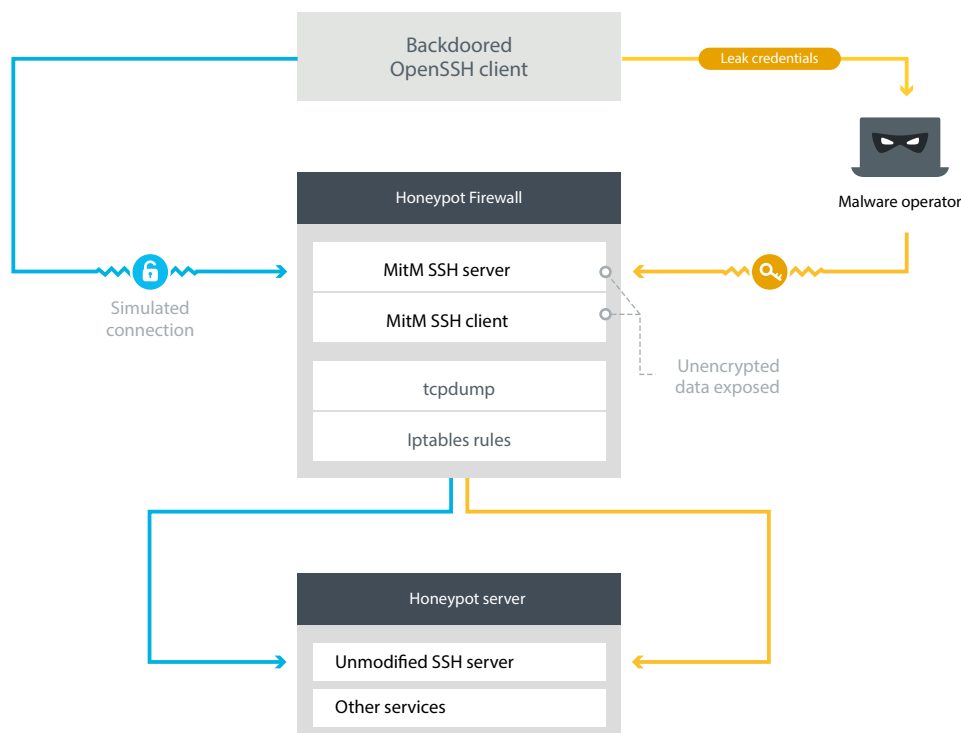 Backdoored
OpenSSH client
Leak credentials
Malware operator
Honeypot Firewall
MitM SSH server
MitM SSH client
Simulated
connection
Unencrypted
data exposed
tcpdump
Iptables rules
Honeypot server
Unmodified SSH server
Other services